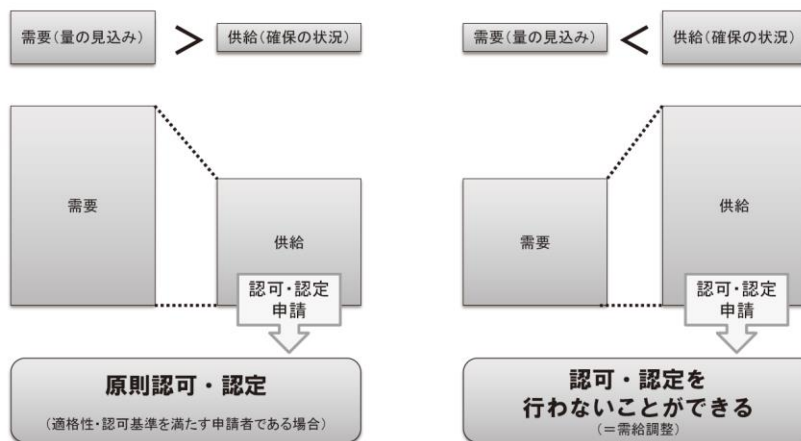 需要(量の見込み)
>
供給(確保の状況)
需要
供給
認可・認定
申請
原則認可・認定
(適格性・認可基準を満たす申請者である場合)
需要(量の見込み)
<
供給(確保の状況)
需要
供給
認可・認定
申請
認可・認定を
行わないことができる
(=需給調整)